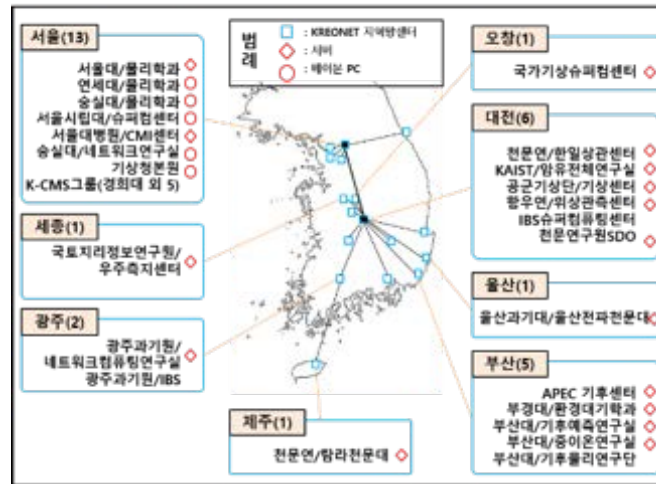 서울(13)
서울대/물리학과
연세대/물리학과
숭실대/물리학과
서울시립대/슈퍼컴센터
서울대병원/CMI센터
숭실대/네트워크연구실
기상청본원
K-CMS그룹(경희대 외 5)
세종(1)
국토지리정보연구원/
우주측지센터
광주(2)
광주과기원/
네트워크컴퓨팅연구실
광주과기원/IBS
범례
: KREONET 지역망센터
: 서버
: 베어본 PC
제주(1)
천문연/탐라전문대
오창(1)
국가기상슈퍼컴센터
대전(6)
천문연/한일상관센터
KAIST/암유전체연구실
공군기상단/기상센터
항우연/위상관측센터
IBS슈퍼컴퓨팅센터
천문연구원SDO
울산(1)
울산과기대/울산전파천문대
부산(5)
APEC 기후센터
부경대/환경대기학과
부산대/기후예측연구실
부산대/중이온연구실
부산대/기후물리연구단